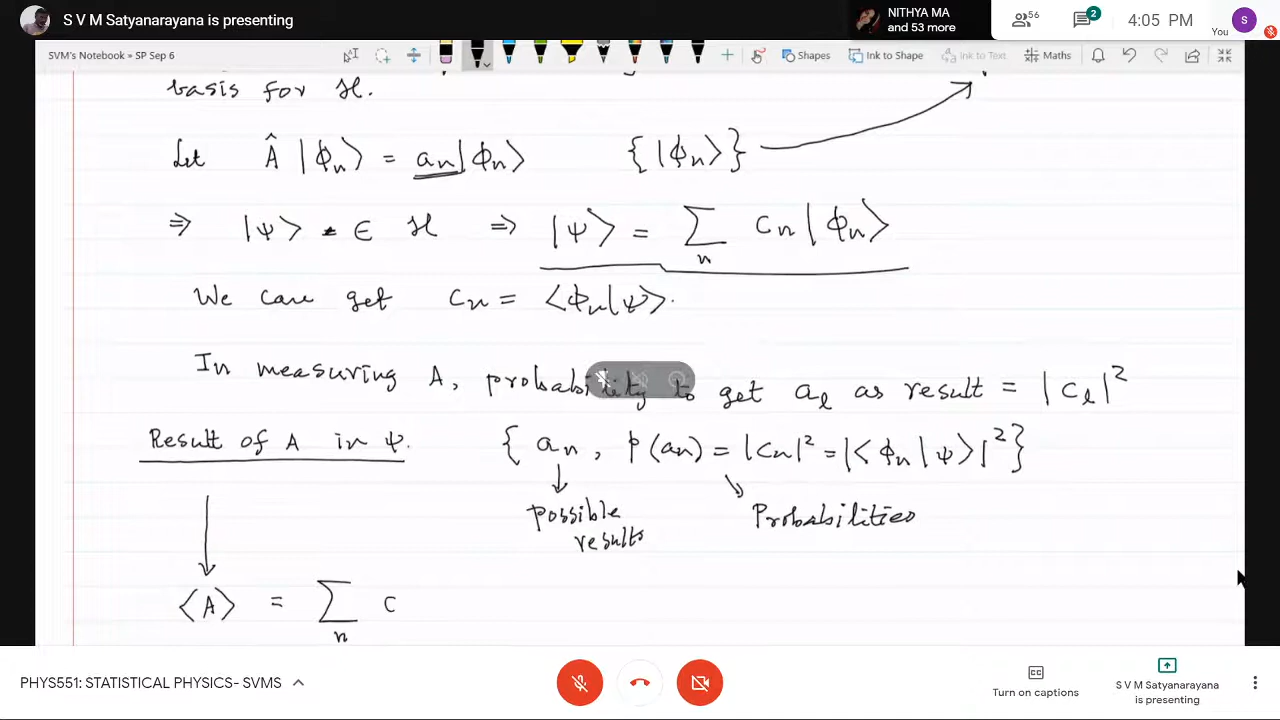 S V M Satyanarayana is presenting
NITHYA MA
and 53 more
56
2
4:05 PM
S
You
SVM's Notebook » SP Sep 6
Shapes
Ink to Shape
Ink to Text
Maths
basis for ℋ.
Let Â |Φn⟩ = an|Φn⟩ {|Φn⟩}
⇒ |Ψ⟩ ∈ ℋ ⇒ |Ψ⟩ = ∑n Cn|Φn⟩
We can get Cn = ⟨Φn|Ψ⟩.
In measuring A, probability to get aℓ as result = |Cℓ|²
Result of A in Ψ. {an, P(an) = |Cn|² = |⟨Φn|Ψ⟩|²}
possible
results
Probabilities
⟨A⟩ = ∑n C
PHYS551: STATISTICAL PHYSICS- SVMS
Turn on captions
S V M Satyanarayana
is presenting